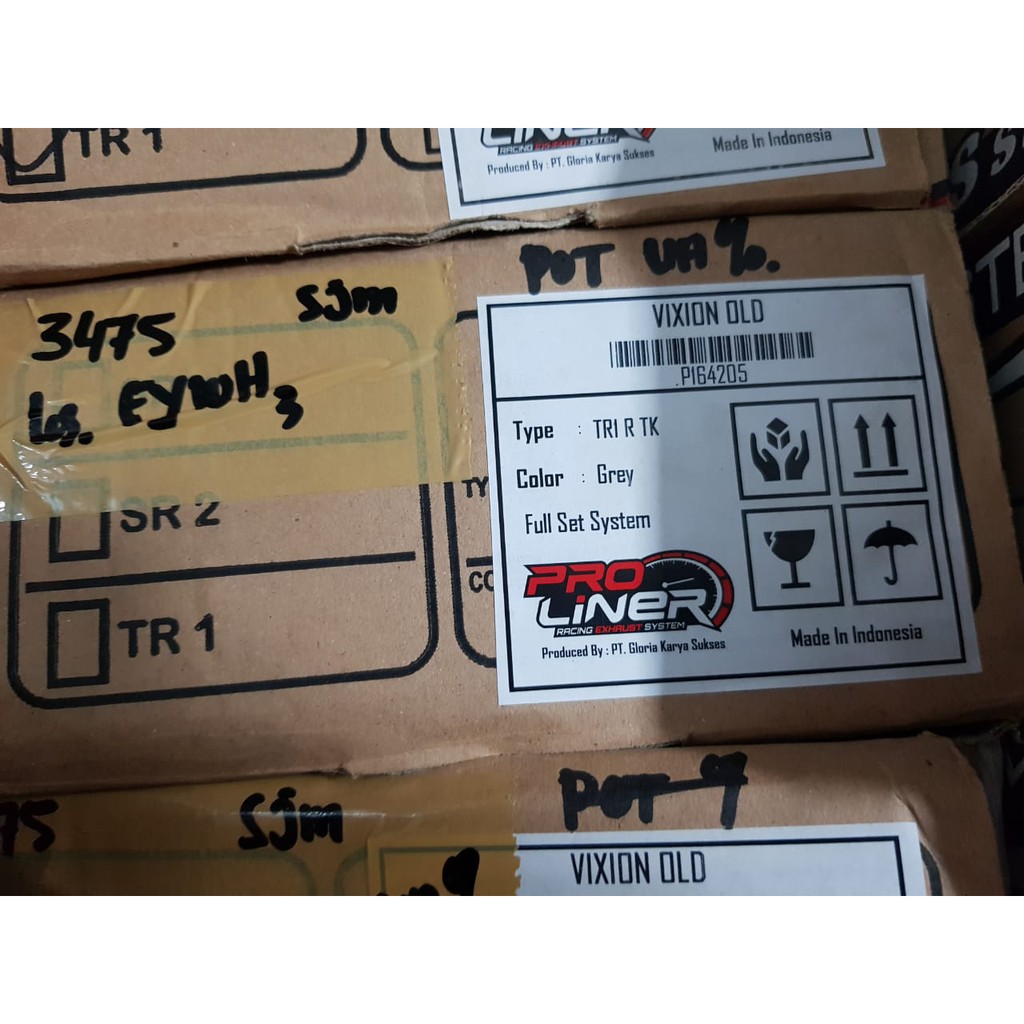 TR 1
LINER
RACING EXHAUST SYSTEM
Produced By : PT. Gloria Karya Sukses
Made In Indonesia
3475
SJM
SR 2
TR 1
POT
VIXION OLD
P164205
Type : TR1 R TK
Color : Grey
Full Set System
PRO
LINER
RACING EXHAUST SYSTEM
Produced By : PT. Gloria Karya Sukses
Made In Indonesia
75
SJM
POT
VIXION OLD